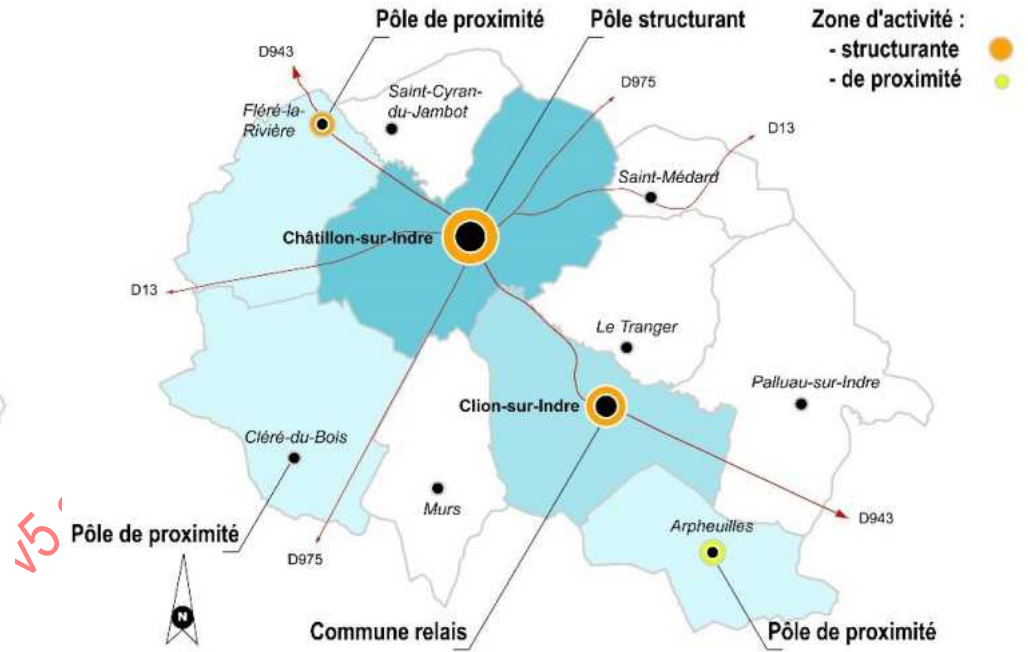 Pôle de proximité
Pôle structurant
Zone d'activité :
- structurante
- de proximité
D943
Saint-Cyran-
du-Jambot
D975
Fléré-la-
Rivière
D13
Saint-Médard
Châtillon-sur-Indre
D13
Le Tranger
Palluau-sur-Indre
Clion-sur-Indre
Cléré-du-Bois
Murs
D943
Arpheuilles
v5
Pôle de proximité
D975
N
Commune relais
Pôle de proximité